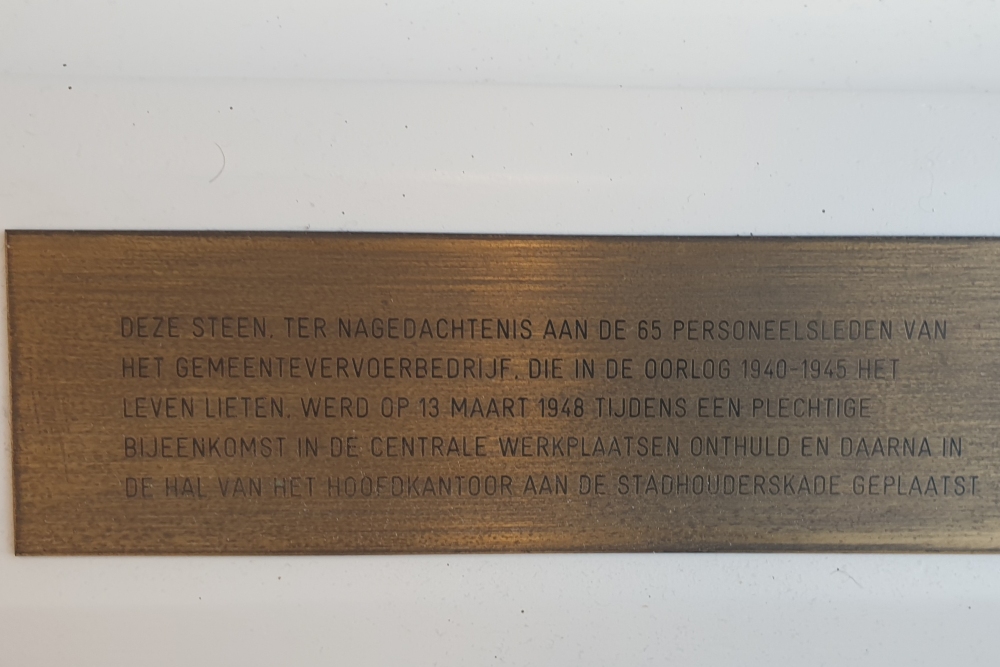 DEZE STEEN, TER NAGEDACHTENIS AAN DE 65 PERSONEELSLEDEN VAN
HET GEMEENTEVERVOERBEDRIJF, DIE IN DE OORLOG 1940-1945 HET
LEVEN LIETEN, WERD OP 13 MAART 1948 TIJDENS EEN PLECHTIGE
BIJEENKOMST IN DE CENTRALE WERKPLAATSEN ONTHULD EN DAARNA IN
DE HAL VAN HET HOOFDKANTOOR AAN DE STADHOUDERSKADE GEPLAATST